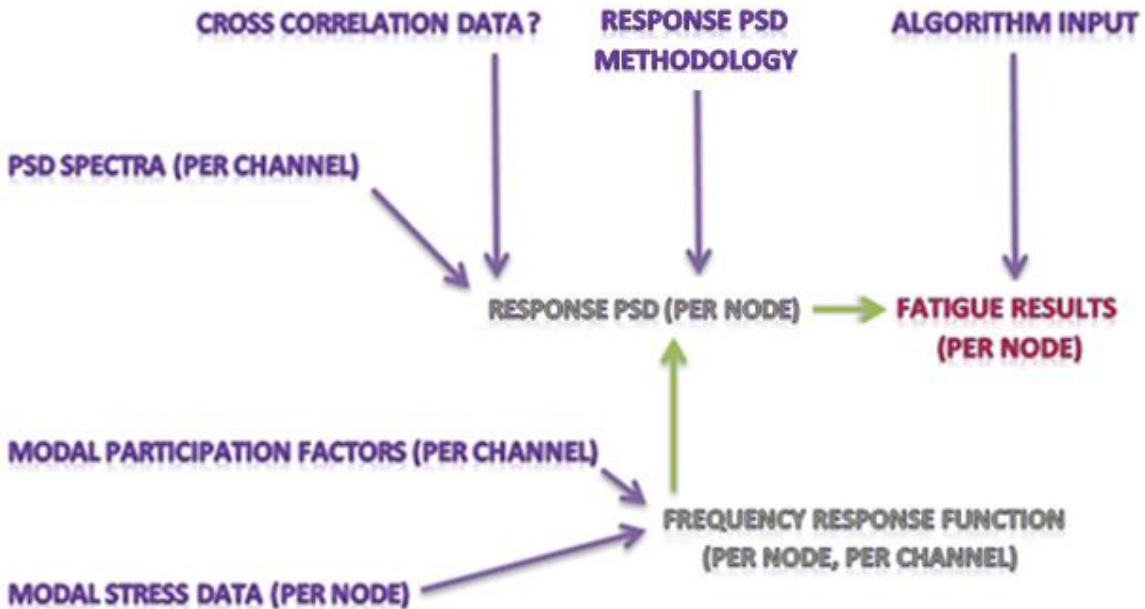 CROSS CORRELATION DATA ?
RESPONSE PSD
METHODOLOGY
ALGORITHM INPUT
PSD SPECTRA (PER CHANNEL)
RESPONSE PSD (PER NODE)
FATIGUE RESULTS
(PER NODE)
MODAL PARTICIPATION FACTORS (PER CHANNEL)
FREQUENCY RESPONSE FUNCTION
(PER NODE, PER CHANNEL)
MODAL STRESS DATA (PER NODE)